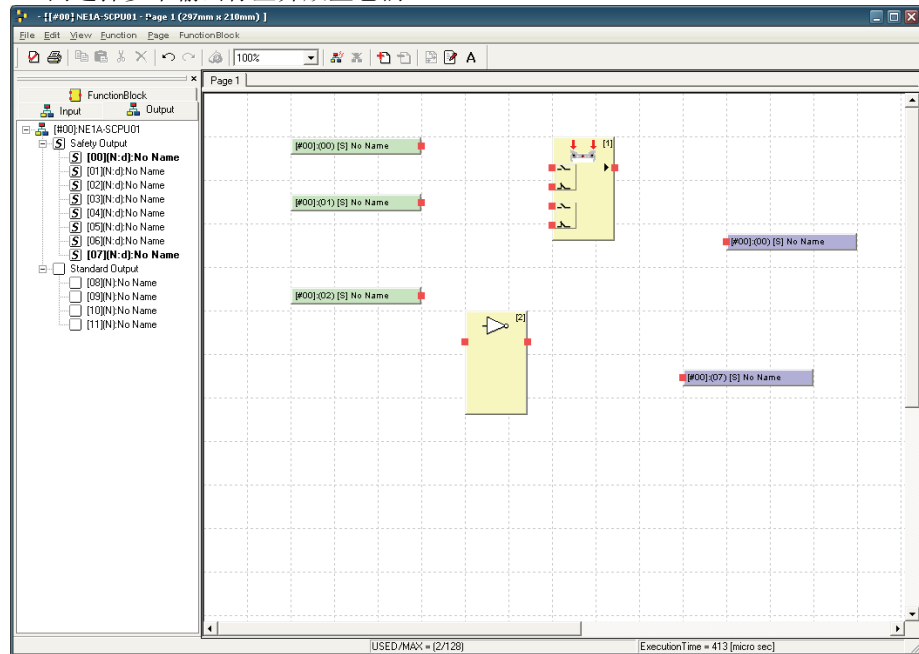 - [[#00] NE1A-SCPU01 - Page 1 (297mm x 210mm) ]
File Edit View Function Page FunctionBlock
100%
A
Page 1
FunctionBlock
Input Output
[#00]:NE1A-SCPU01
Safety Output
[00](N:d):No Name
[01](N:d):No Name
[02](N:d):No Name
[03](N:d):No Name
[04](N:d):No Name
[05](N:d):No Name
[06](N:d):No Name
[07](N:d):No Name
Standard Output
[08](N):No Name
[09](N):No Name
[10](N):No Name
[11](N):No Name
[#00]:(00) [S] No Name
[1]
[#00]:(01) [S] No Name
[#00]:(00) [S] No Name
[#00]:(02) [S] No Name
[2]
[#00]:(07) [S] No Name
USED/MAX = (2/128)
ExecutionTime = 413 [micro sec]